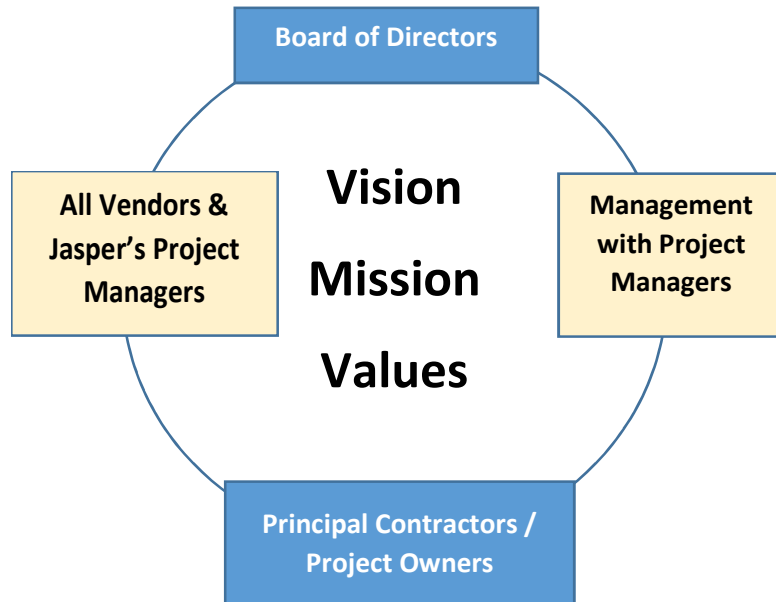 Board of Directors
All Vendors &
Jasper’s Project
Managers
Vision
Mission
Values
Management
with Project
Managers
Principal Contractors /
Project Owners